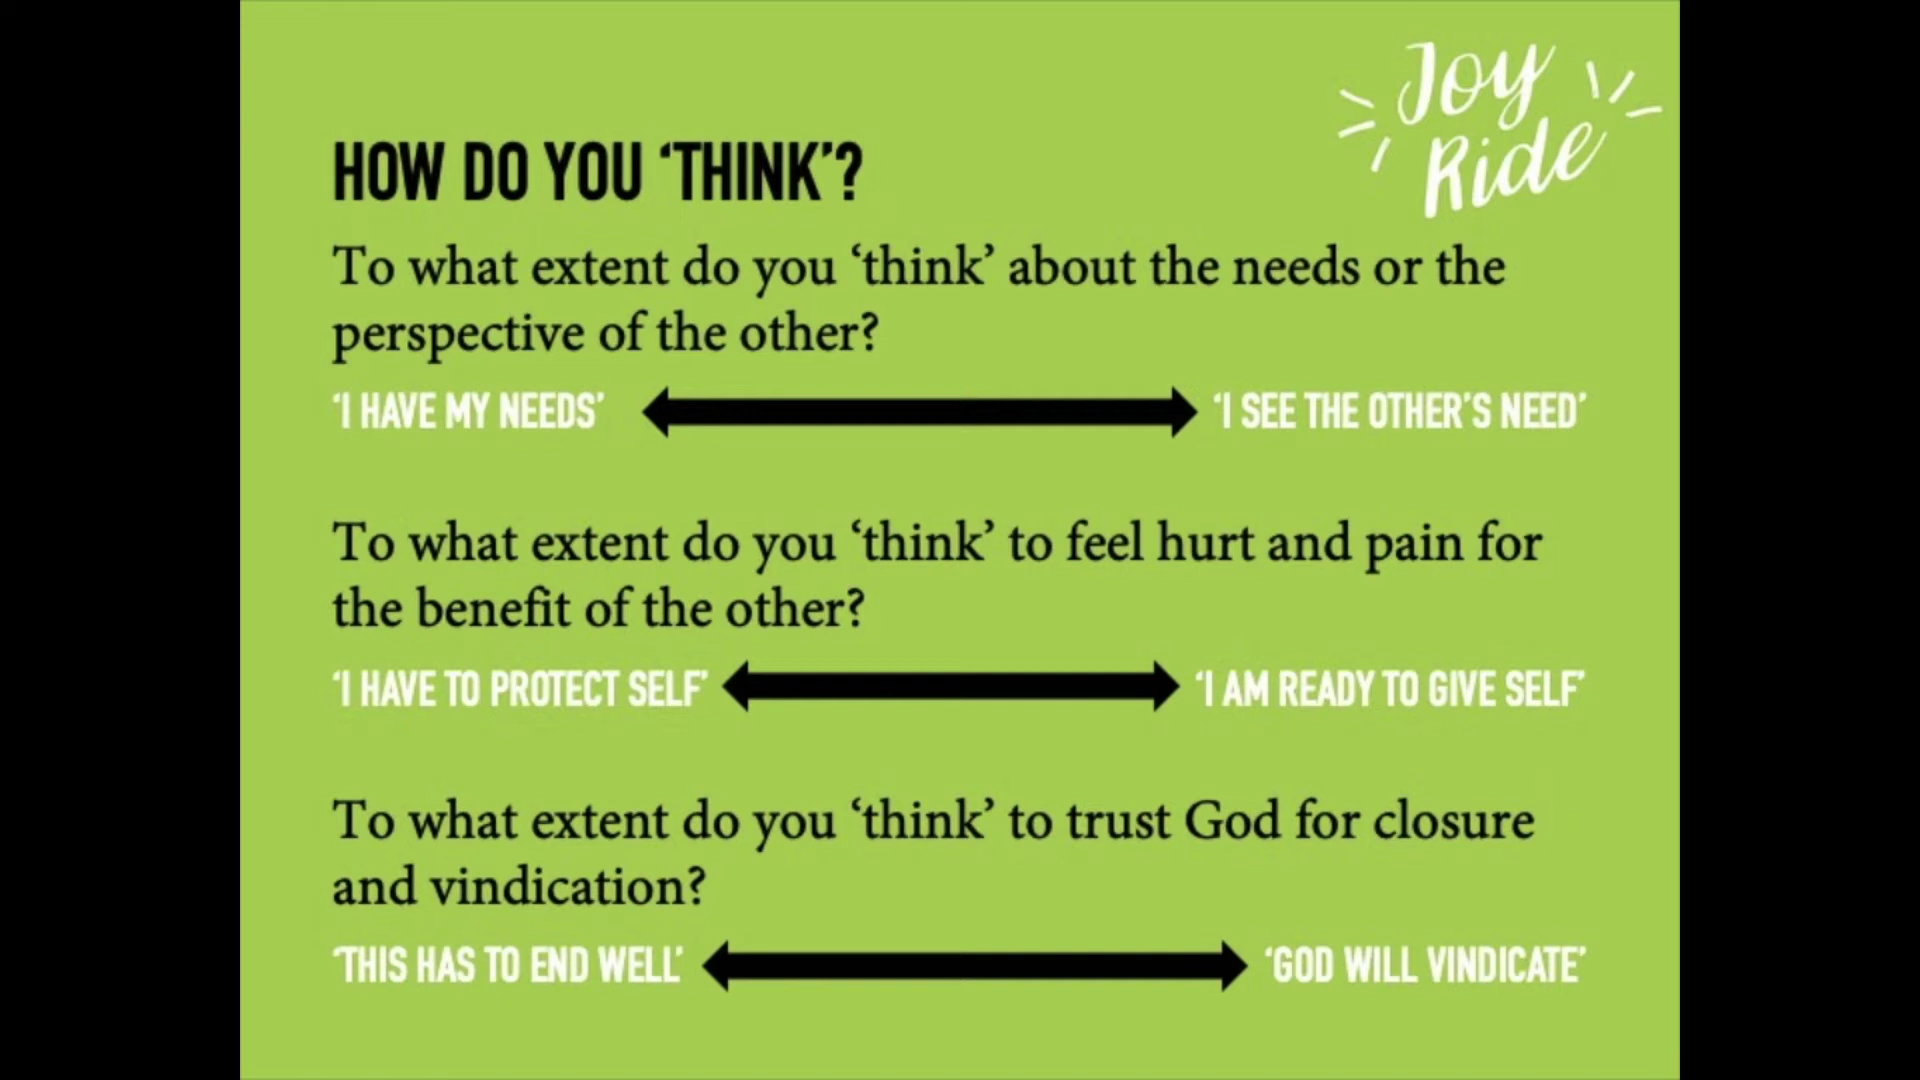 Joy
Ride
HOW DO YOU ‘THINK’?
To what extent do you ‘think’ about the needs or the
perspective of the other?
‘I HAVE MY NEEDS’ ‘I SEE THE OTHER’S NEED’
To what extent do you ‘think’ to feel hurt and pain for
the benefit of the other?
‘I HAVE TO PROTECT SELF’ ‘I AM READY TO GIVE SELF’
To what extent do you ‘think’ to trust God for closure
and vindication?
‘THIS HAS TO END WELL’ ‘GOD WILL VINDICATE’